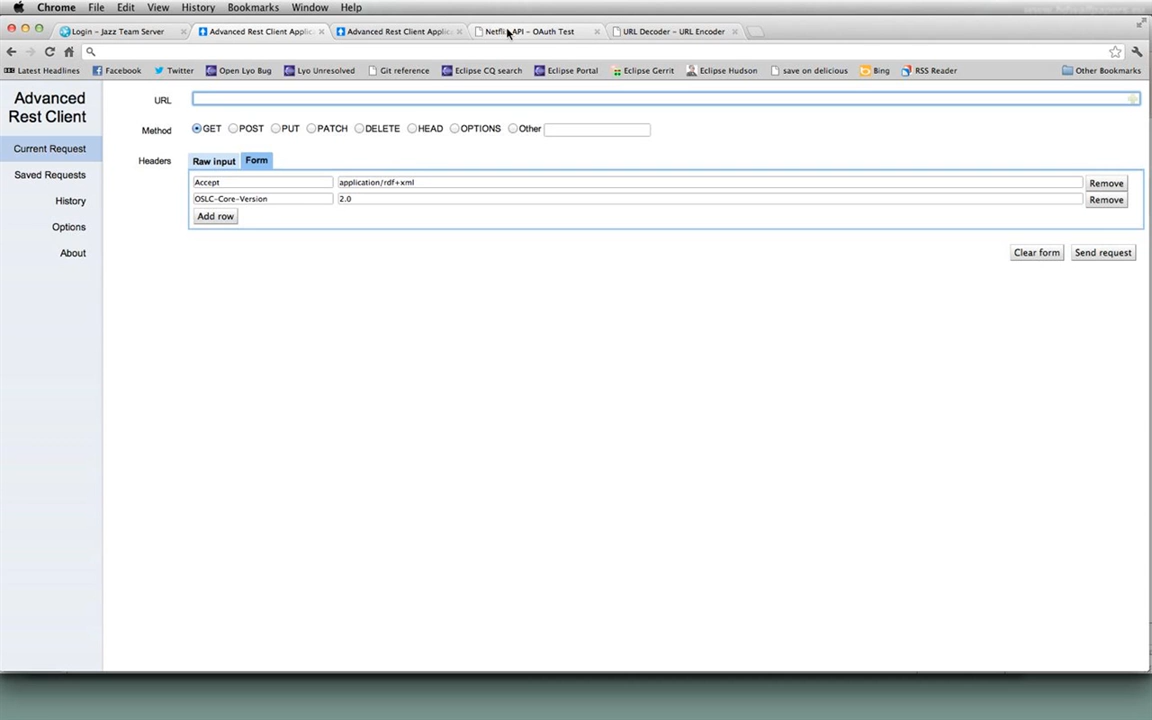 Chrome File Edit View History Bookmarks Window Help
Login – Jazz Team Server Advanced Rest Client Applic Advanced Rest Client Applic Netflix API – OAuth Test URL Decoder – URL Encoder
Latest Headlines Facebook Twitter Open Lyo Bug Lyo Unresolved Git reference Eclipse CQ search Eclipse Portal Eclipse Gerrit Eclipse Hudson save on delicious Bing RSS Reader Other Bookmarks
Advanced
Rest Client
Current Request
Saved Requests
History
Options
About
URL
Method GET POST PUT PATCH DELETE HEAD OPTIONS Other
Headers Raw input Form
Accept application/rdf+xml Remove
OSLC-Core-Version 2.0 Remove
Add row
Clear form Send request